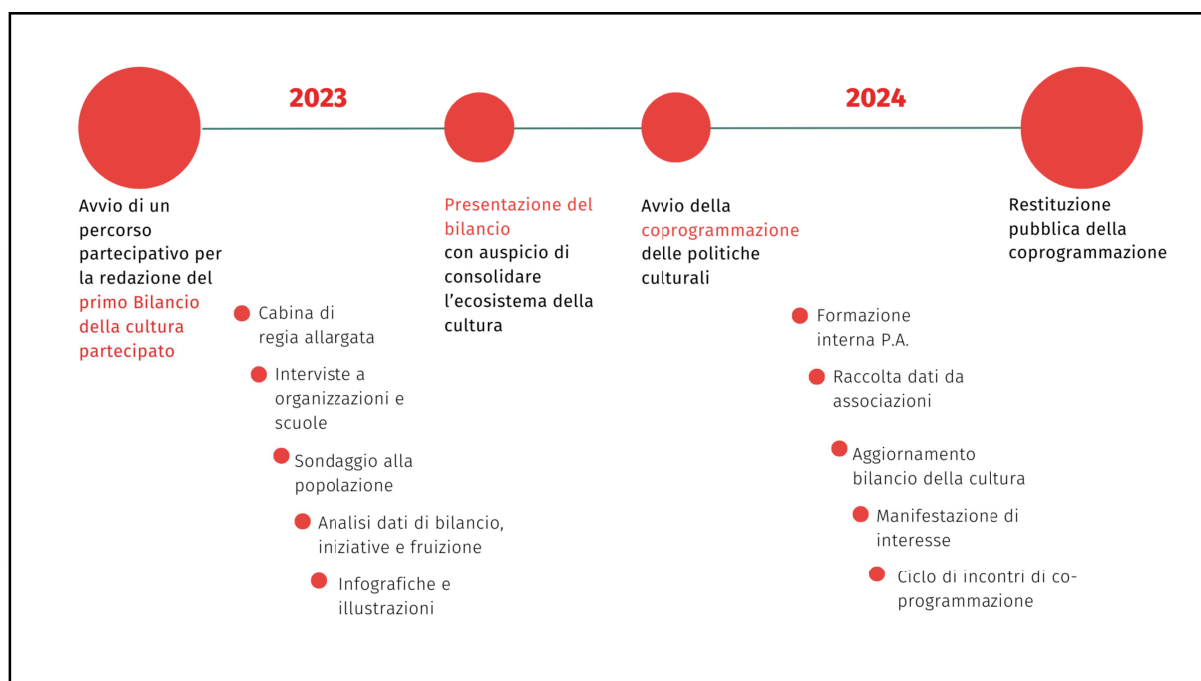 2023
2024
Avvio di un
percorso
partecipativo per
la redazione del
primo Bilancio
della cultura
partecipato
Presentazione del
bilancio
con auspicio di
consolidare
l’ecosistema della
cultura
Avvio della
coprogrammazione
delle politiche
culturali
Restituzione
pubblica della
coprogrammazione
Cabina di
regia allargata
Interviste a
organizzazioni e
scuole
Sondaggio alla
popolazione
Analisi dati di bilancio,
iniziative e fruizione
Infografiche e
illustrazioni
Formazione
interna P.A.
Raccolta dati da
associazioni
Aggiornamento
bilancio della cultura
Manifestazione di
interesse
Ciclo di incontri di co-
programmazione